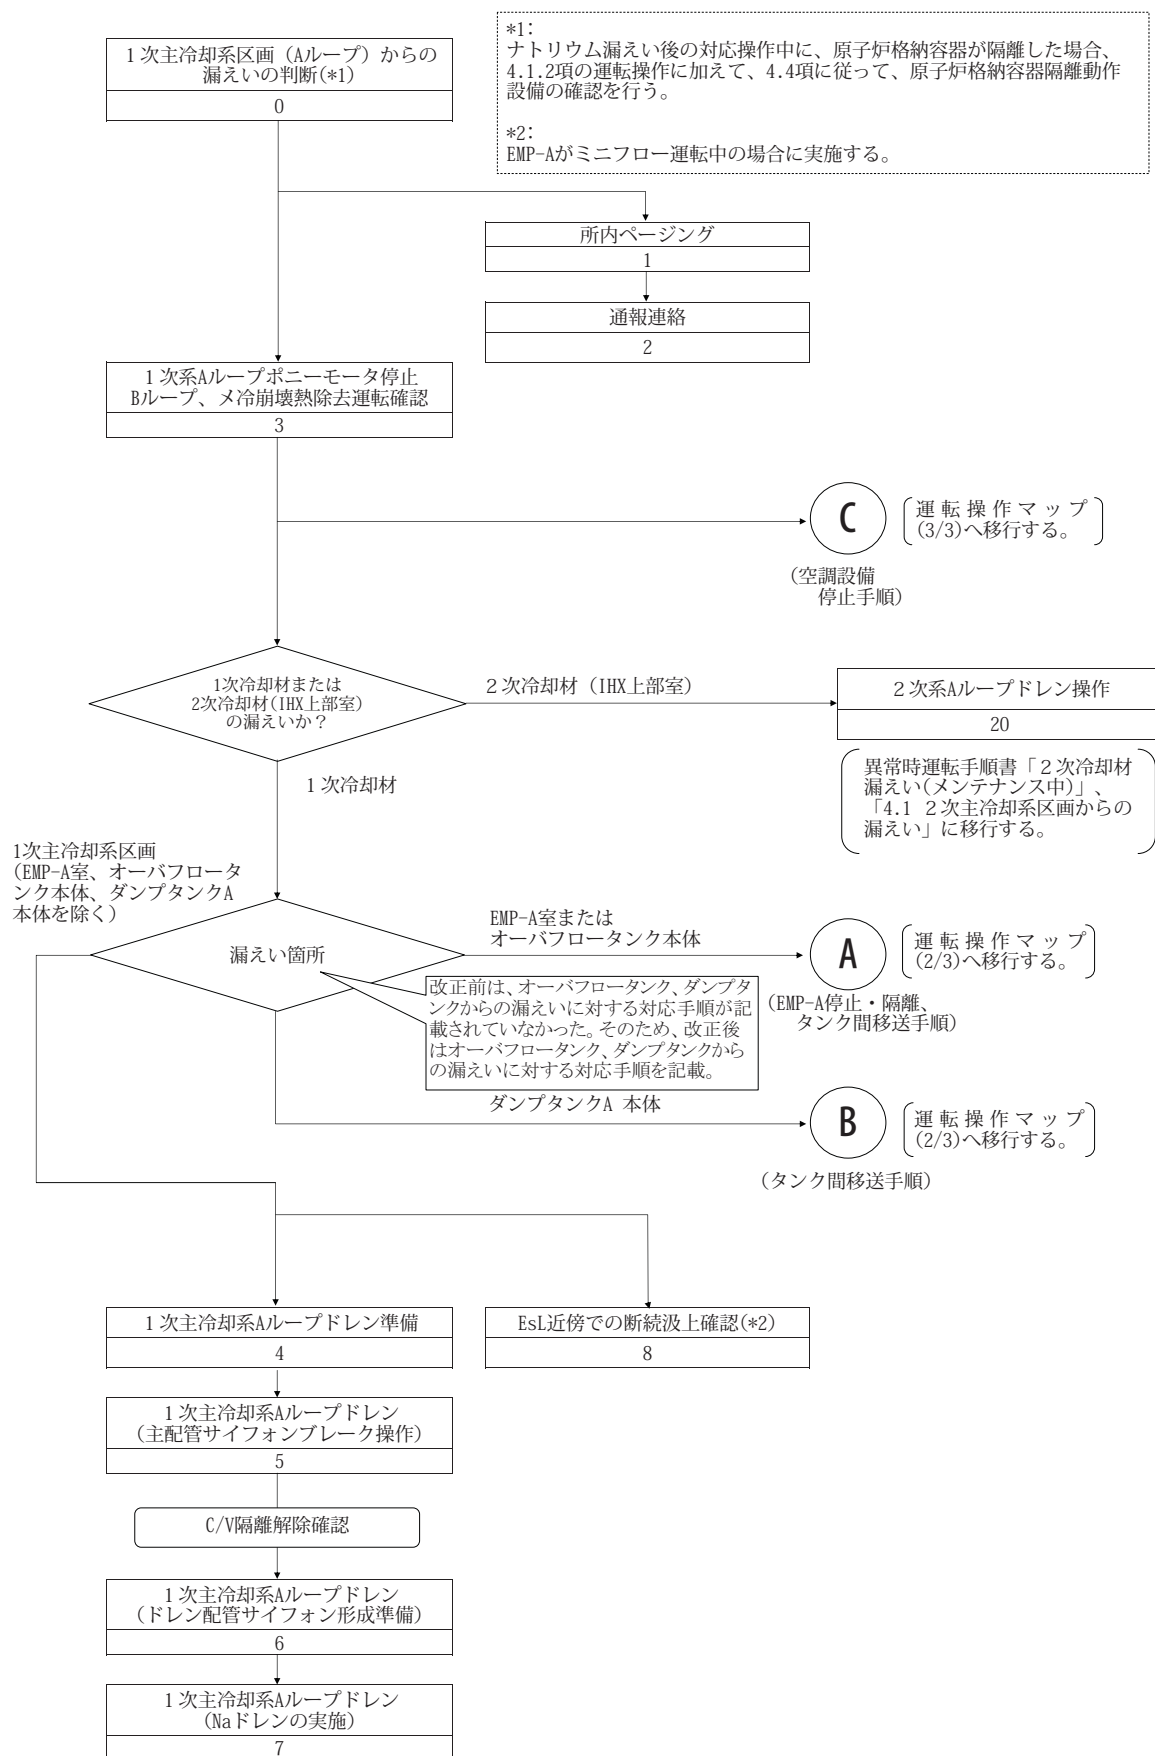 *1:
ナトリウム漏えい後の対応操作中に、原子炉格納容器が隔離した場合、
4.1.2項の運転操作に加えて、4.4項に従って、原子炉格納容器隔離動作
設備の確認を行う。
*2:
EMP-Aがミニフロー運転中の場合に実施する。
1次主冷却系区画（Aループ）からの
漏えいの判断(*1)
0
所内ページング
1
通報連絡
2
1次系Aループポニーモータ停止
Bループ、メ冷崩壊熱除去運転確認
3
C
運転操作マップ
(3/3)へ移行する。
（空調設備
停止手順）
1次冷却材または
2次冷却材(IHX上部室)
の漏えいか？
2次冷却材（IHX上部室）
2次系Aループドレン操作
20
異常時運転手順書「２次冷却材
漏えい(メンテナンス中)」、
「4.1 ２次主冷却系区画からの
漏えい」に移行する。
1次冷却材
1次主冷却系区画
（EMP-A室、オーバフロータ
ンク本体、ダンプタンクA
本体を除く）
漏えい箇所
EMP-A室または
オーバフロータンク本体
A
運転操作マップ
(2/3)へ移行する。
（EMP-A停止・隔離、
タンク間移送手順）
改正前は、オーバフロータンク、ダンプタ
ンクからの漏えいに対する対応手順が記
載されていなかった。そのため、改正後
はオーバフロータンク、ダンプタンクから
の漏えいに対する対応手順を記載。
ダンプタンクA 本体
B
運転操作マップ
(2/3)へ移行する。
（タンク間移送手順）
1次主冷却系Aループドレン準備
4
EsL近傍での断続汲上確認(*2)
8
1次主冷却系Aループドレン
（主配管サイフォンブレーク操作）
5
C/V隔離解除確認
1次主冷却系Aループドレン
（ドレン配管サイフォン形成準備）
6
1次主冷却系Aループドレン
（Naドレンの実施）
7